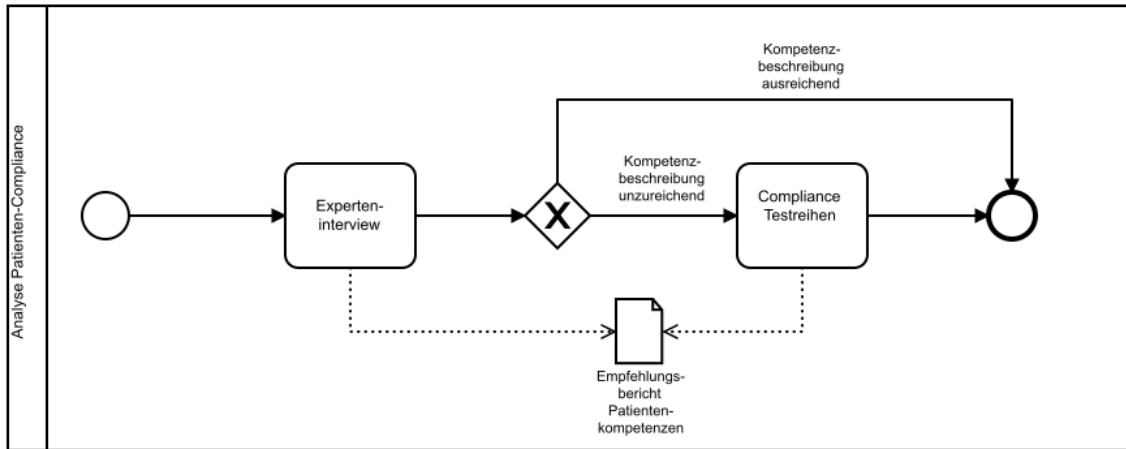 Analyse Patienten-Compliance
Kompetenz-
beschreibung
ausreichend
Experten-
interview
Kompetenz-
beschreibung
unzureichend
Compliance
Testreihen
Empfehlungs-
bericht
Patienten-
kompetenzen